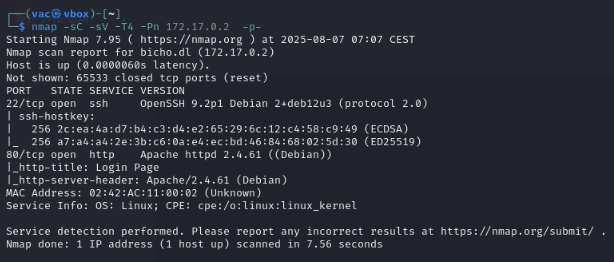 ┌──(vac㉿vbox)-[~]
└─$ nmap -sC -sV -T4 -Pn 172.17.0.2  -p-
Starting Nmap 7.95 ( https://nmap.org ) at 2025-08-07 07:07 CEST
Nmap scan report for bicho.dl (172.17.0.2)
Host is up (0.0000060s latency).
Not shown: 65533 closed tcp ports (reset)
PORT   STATE SERVICE VERSION
22/tcp open  ssh     OpenSSH 9.2p1 Debian 2+deb12u3 (protocol 2.0)
| ssh-hostkey:
|   256 2c:ea:4a:d7:b4:c3:d4:e2:65:29:6c:12:c4:58:c9:49 (ECDSA)
|_  256 a7:a4:a4:2e:3b:c6:0a:e4:ec:bd:46:84:68:02:5d:30 (ED25519)
80/tcp open  http    Apache httpd 2.4.61 ((Debian))
|_http-title: Login Page
|_http-server-header: Apache/2.4.61 (Debian)
MAC Address: 02:42:AC:11:00:02 (Unknown)
Service Info: OS: Linux; CPE: cpe:/o:linux:linux_kernel

Service detection performed. Please report any incorrect results at https://nmap.org/submit/ .
Nmap done: 1 IP address (1 host up) scanned in 7.56 seconds